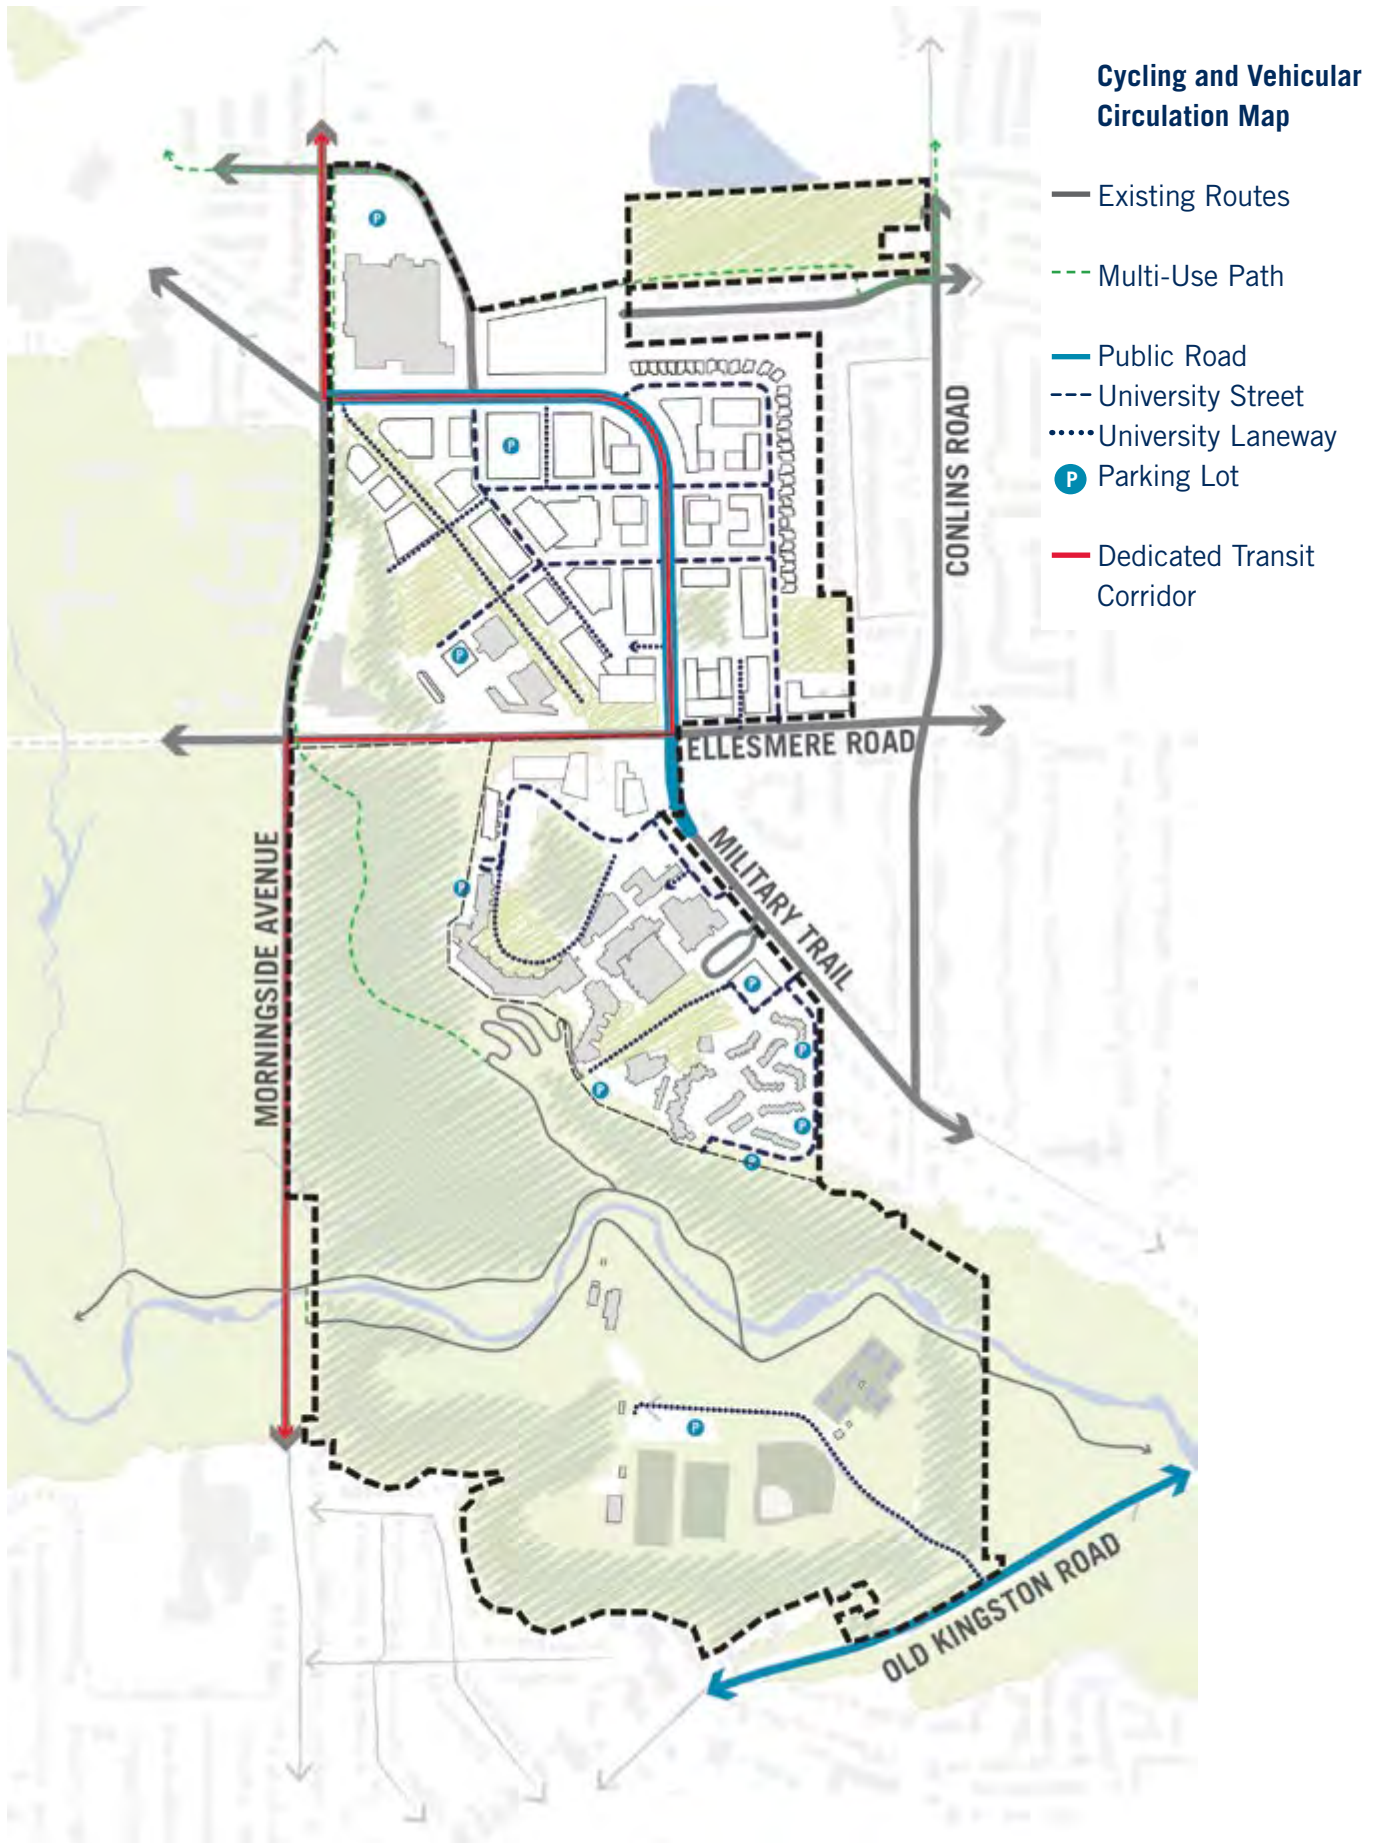 Cycling and Vehicular
Circulation Map
Existing Routes
Multi-Use Path
Public Road
University Street
University Laneway
P Parking Lot
Dedicated Transit
Corridor
P
P
P
CONLINS ROAD
ELLESMERE ROAD
MORNINGSIDE AVENUE
MILITARY TRAIL
P
P
P
P
P
P
P
OLD KINGSTON ROAD